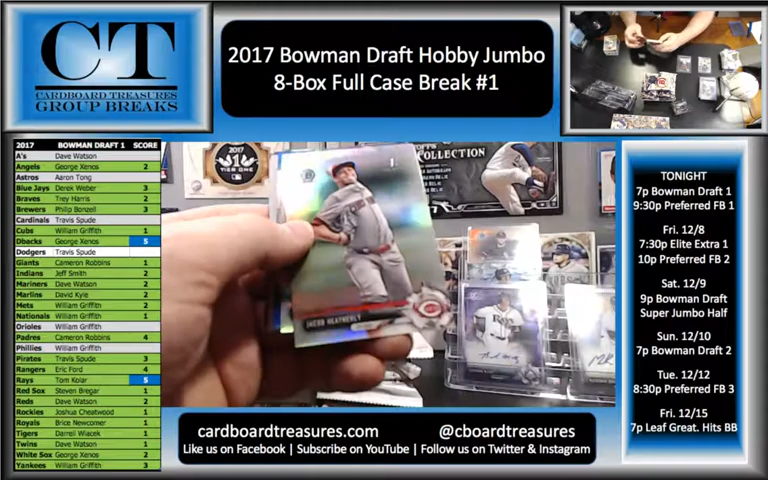 CT
CARDBOARD TREASURES
GROUP BREAKS
2017 Bowman Draft Hobby Jumbo
8-Box Full Case Break #1
2017 BOWMAN DRAFT 1 SCORE
A's Dave Watson
Angels George Xenos 2
Astros Aaron Tong
Blue Jays Derek Weber 3
Braves Trey Harris 2
Brewers Philip Bonzell 3
Cardinals Travis Spude
Cubs William Griffith 1
Dbacks George Xenos 5
Dodgers Travis Spude
Giants Cameron Robbins 1
Indians Jeff Smith 2
Mariners Dave Watson 2
Marlins David Kyle 2
Mets William Griffith 2
Nationals William Griffith 1
Orioles William Griffith
Padres Cameron Robbins 4
Phillies William Griffith
Pirates Travis Spude 3
Rangers Eric Ford 4
Rays Tom Kolar 5
Red Sox Steven Bregar 1
Reds Dave Watson 2
Rockies Joshua Cheatwood 1
Royals Brice Newcomer 1
Tigers Darrell Wiacek 1
Twins Dave Watson 1
White Sox George Xenos 2
Yankees William Griffith 3
2017
TIER ONE
COLLECTION
JACOB HEATHERLY
TONIGHT
7p Bowman Draft 1
9:30p Preferred FB 1
Fri. 12/8
7:30p Elite Extra 1
10p Preferred FB 2
Sat. 12/9
9p Bowman Draft
Super Jumbo Half
Sun. 12/10
7p Bowman Draft 2
Tue. 12/12
8:30p Preferred FB 3
Fri. 12/15
7p Leaf Great. Hits BB
cardboardtreasures.com @cboardtreasures
Like us on Facebook | Subscribe on YouTube | Follow us on Twitter & Instagram